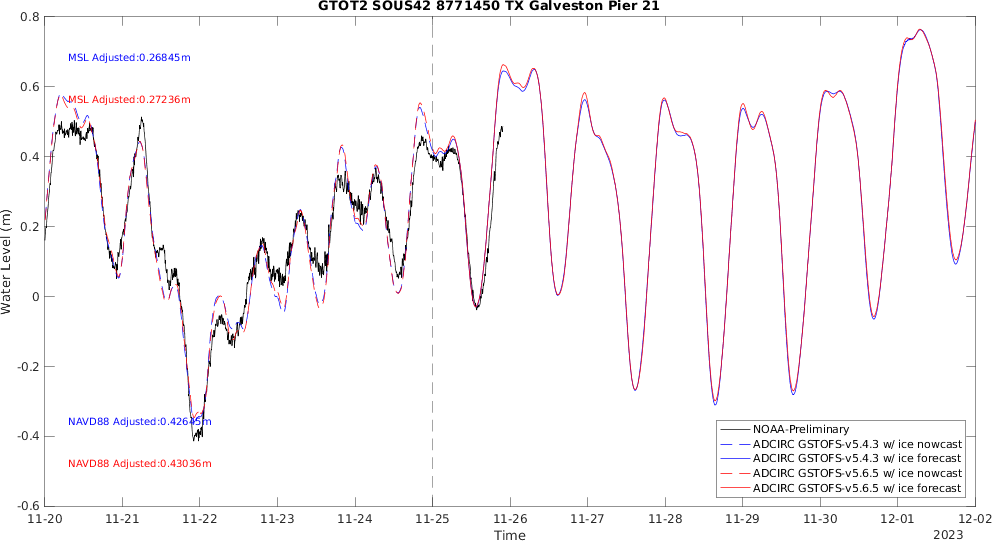 GTOT2 SOUS42 8771450 TX Galveston Pier 21
0.8
0.6
0.4
0.2
0
-0.2
-0.4
-0.6
Water Level (m)
MSL Adjusted:0.26845m
MSL Adjusted:0.27236m
NAVD88 Adjusted:0.42645m
NAVD88 Adjusted:0.43036m
NOAA-Preliminary
ADCIRC GSTOFS-v5.4.3 w/ ice nowcast
ADCIRC GSTOFS-v5.4.3 w/ ice forecast
ADCIRC GSTOFS-v5.6.5 w/ ice nowcast
ADCIRC GSTOFS-v5.6.5 w/ ice forecast
11-20 11-21 11-22 11-23 11-24 11-25 11-26 11-27 11-28 11-29 11-30 12-01 12-02
Time
2023